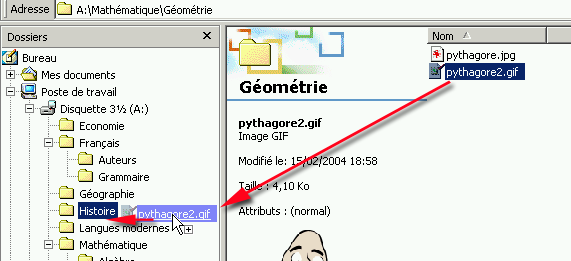 Adresse A:\Mathématique\Géométrie
Dossiers
Bureau
Mes documents
Poste de travail
Disquette 3½ (A:)
Economie
Français
Auteurs
Grammaire
Géographie
Histoire
Langues modernes
Mathématique
Algèbre
pythagore2.gif
Géométrie
pythagore2.gif
Image GIF
Modifié le: 15/02/2004 18:58
Taille : 4,10 Ko
Attributs : (normal)
Nom
pythagore.jpg
pythagore2.gif